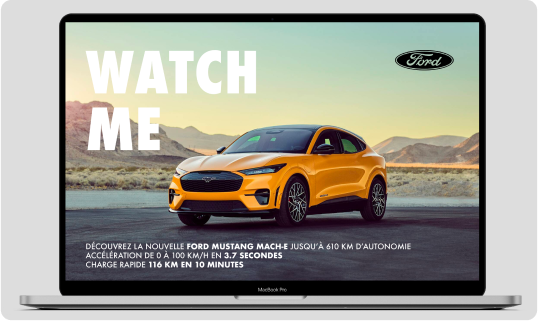 WATCH
ME
Ford
DÉCOUVREZ LA NOUVELLE FORD MUSTANG MACH-E JUSQU'À 610 KM D'AUTONOMIE
ACCÉLÉRATION DE 0 À 100 KM/H EN 3.7 SECONDES
CHARGE RAPIDE 116 KM EN 10 MINUTES
MacBook Pro